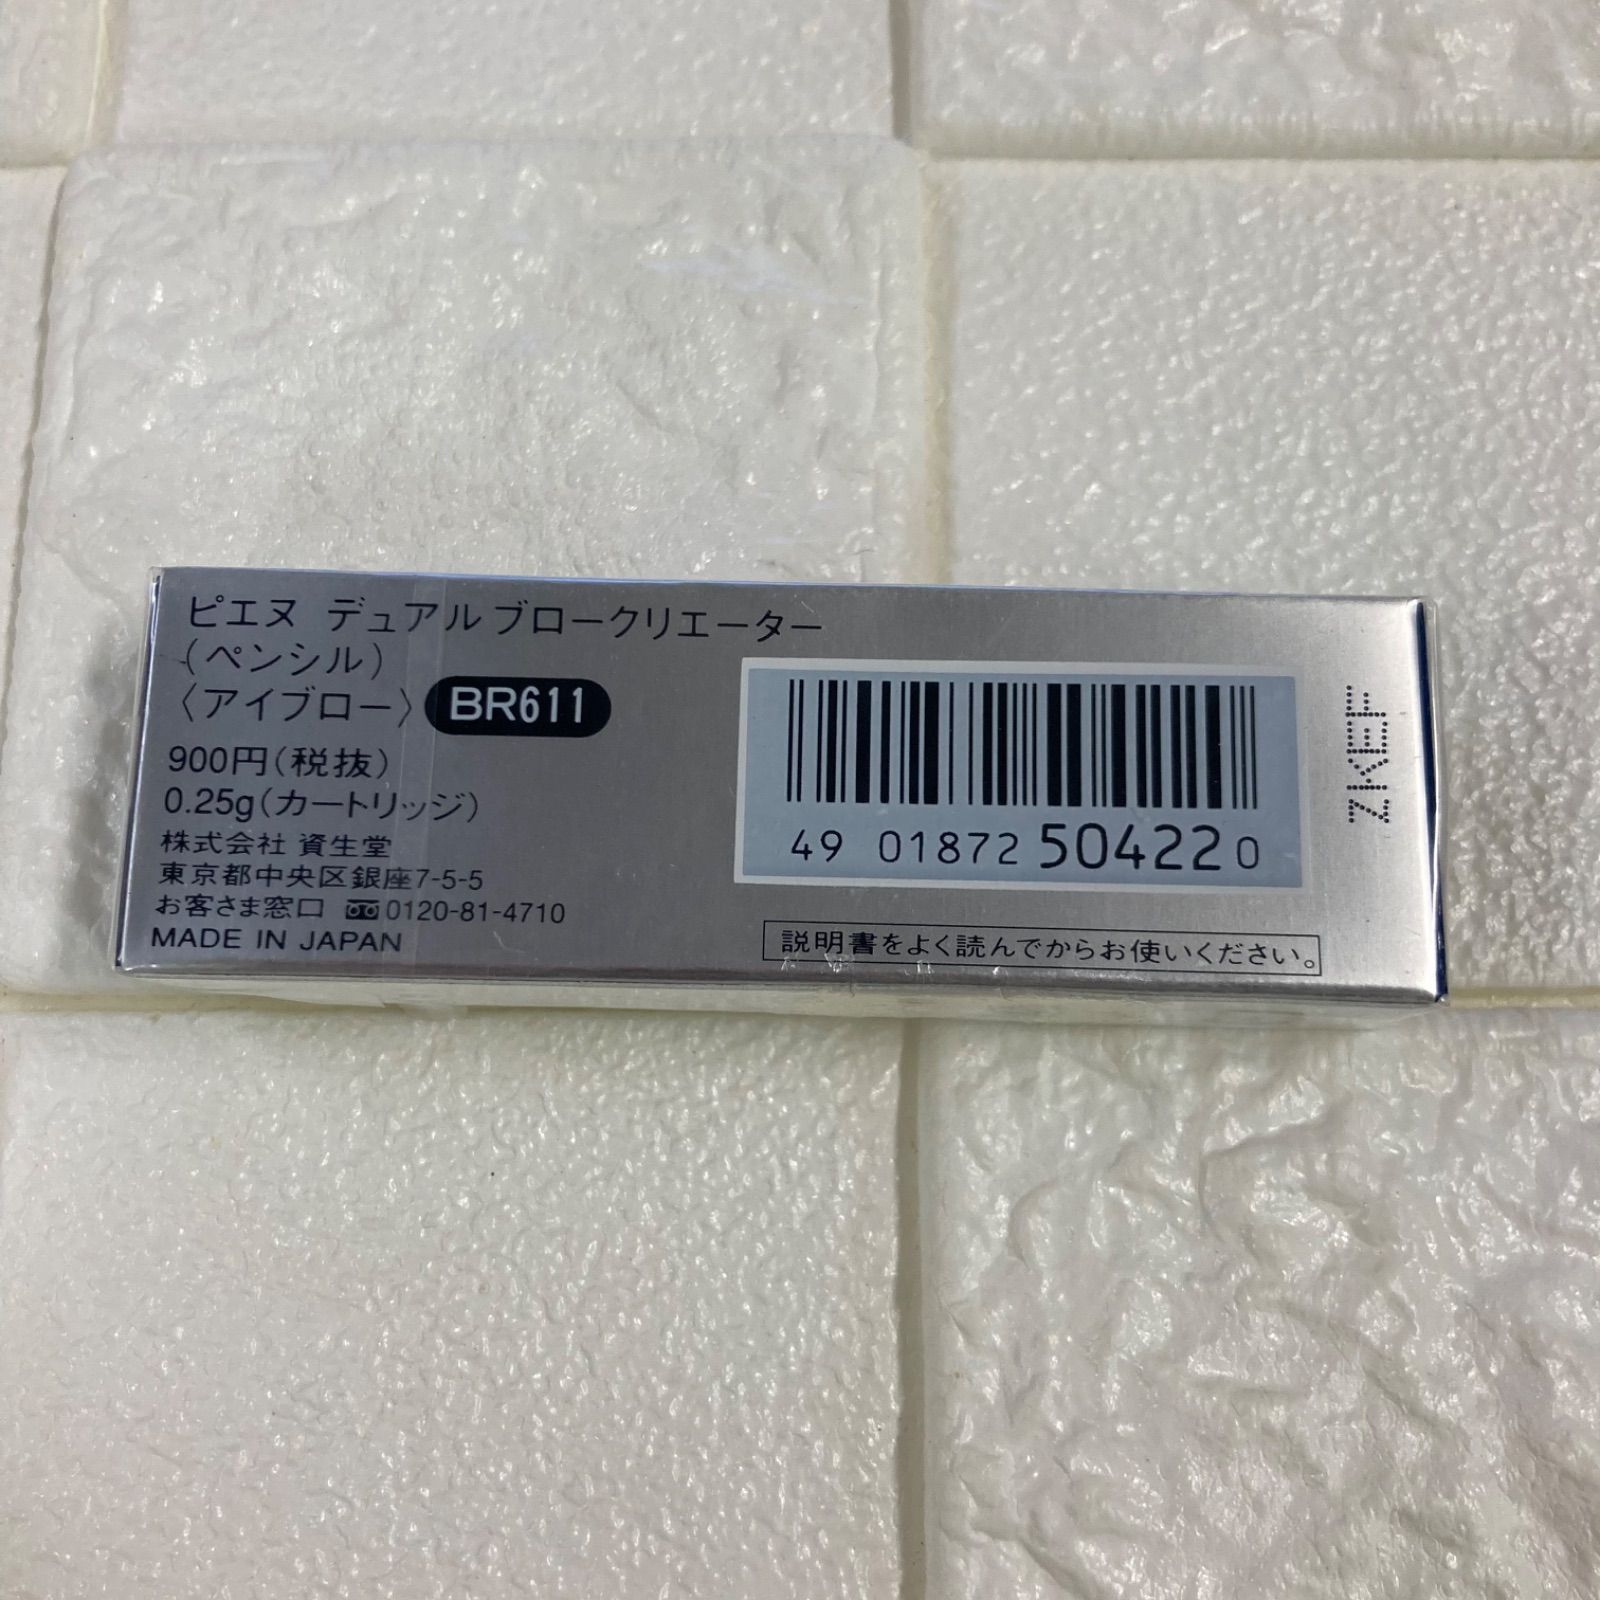 ピエヌ デュアルブロークリエーター
(ペンシル)
〈アイブロー〉 BR611
900円(税抜)
0.25g(カートリッジ)
株式会社 資生堂
東京都中央区銀座7-5-5
お客さま窓口 0120-81-4710
MADE IN JAPAN
49 01872 504220
説明書をよく読んでからお使いください。
ZKEF